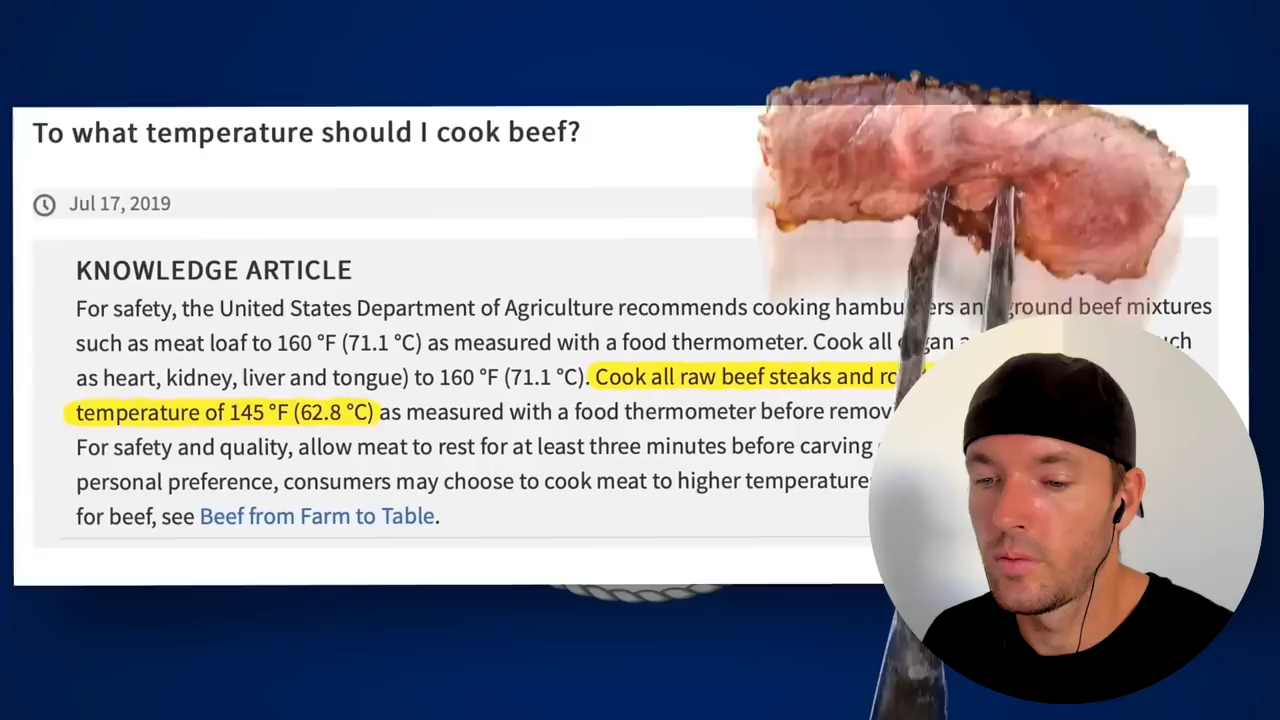 To what temperature should I cook beef?
Jul 17, 2019
KNOWLEDGE ARTICLE
For safety, the United States Department of Agriculture recommends cooking hamburgers and ground beef mixtures
such as meat loaf to 160 °F (71.1 °C) as measured with a food thermometer. Cook all organ
as heart, kidney, liver and tongue) to 160 °F (71.1 °C). Cook all raw beef steaks and
temperature of 145 °F (62.8 °C) as measured with a food thermometer before
For safety and quality, allow meat to rest for at least three minutes before carving
personal preference, consumers may choose to cook meat to higher temperatures
for beef, see Beef from Farm to Table.